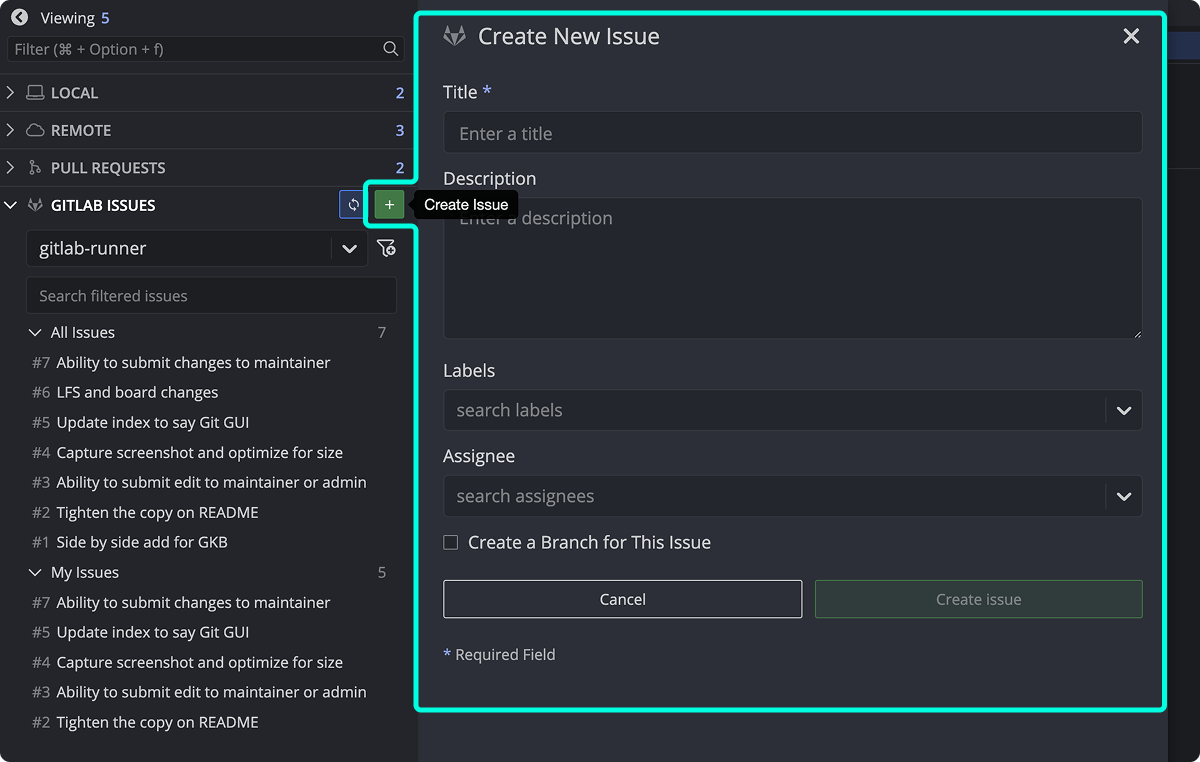 Viewing 5
Filter (⌘ + Option + f)
LOCAL 2
REMOTE 3
PULL REQUESTS 2
GITLAB ISSUES
+
Create Issue
gitlab-runner
Search filtered issues
All Issues 7
#7 Ability to submit changes to maintainer
#6 LFS and board changes
#5 Update index to say Git GUI
#4 Capture screenshot and optimize for size
#3 Ability to submit edit to maintainer or admin
#2 Tighten the copy on README
#1 Side by side add for GKB
My Issues 5
#7 Ability to submit changes to maintainer
#5 Update index to say Git GUI
#4 Capture screenshot and optimize for size
#3 Ability to submit edit to maintainer or admin
#2 Tighten the copy on README
Create New Issue
Title *
Enter a title
Description
Enter a description
Labels
search labels
Assignee
search assignees
Create a Branch for This Issue
Cancel
Create issue
* Required Field